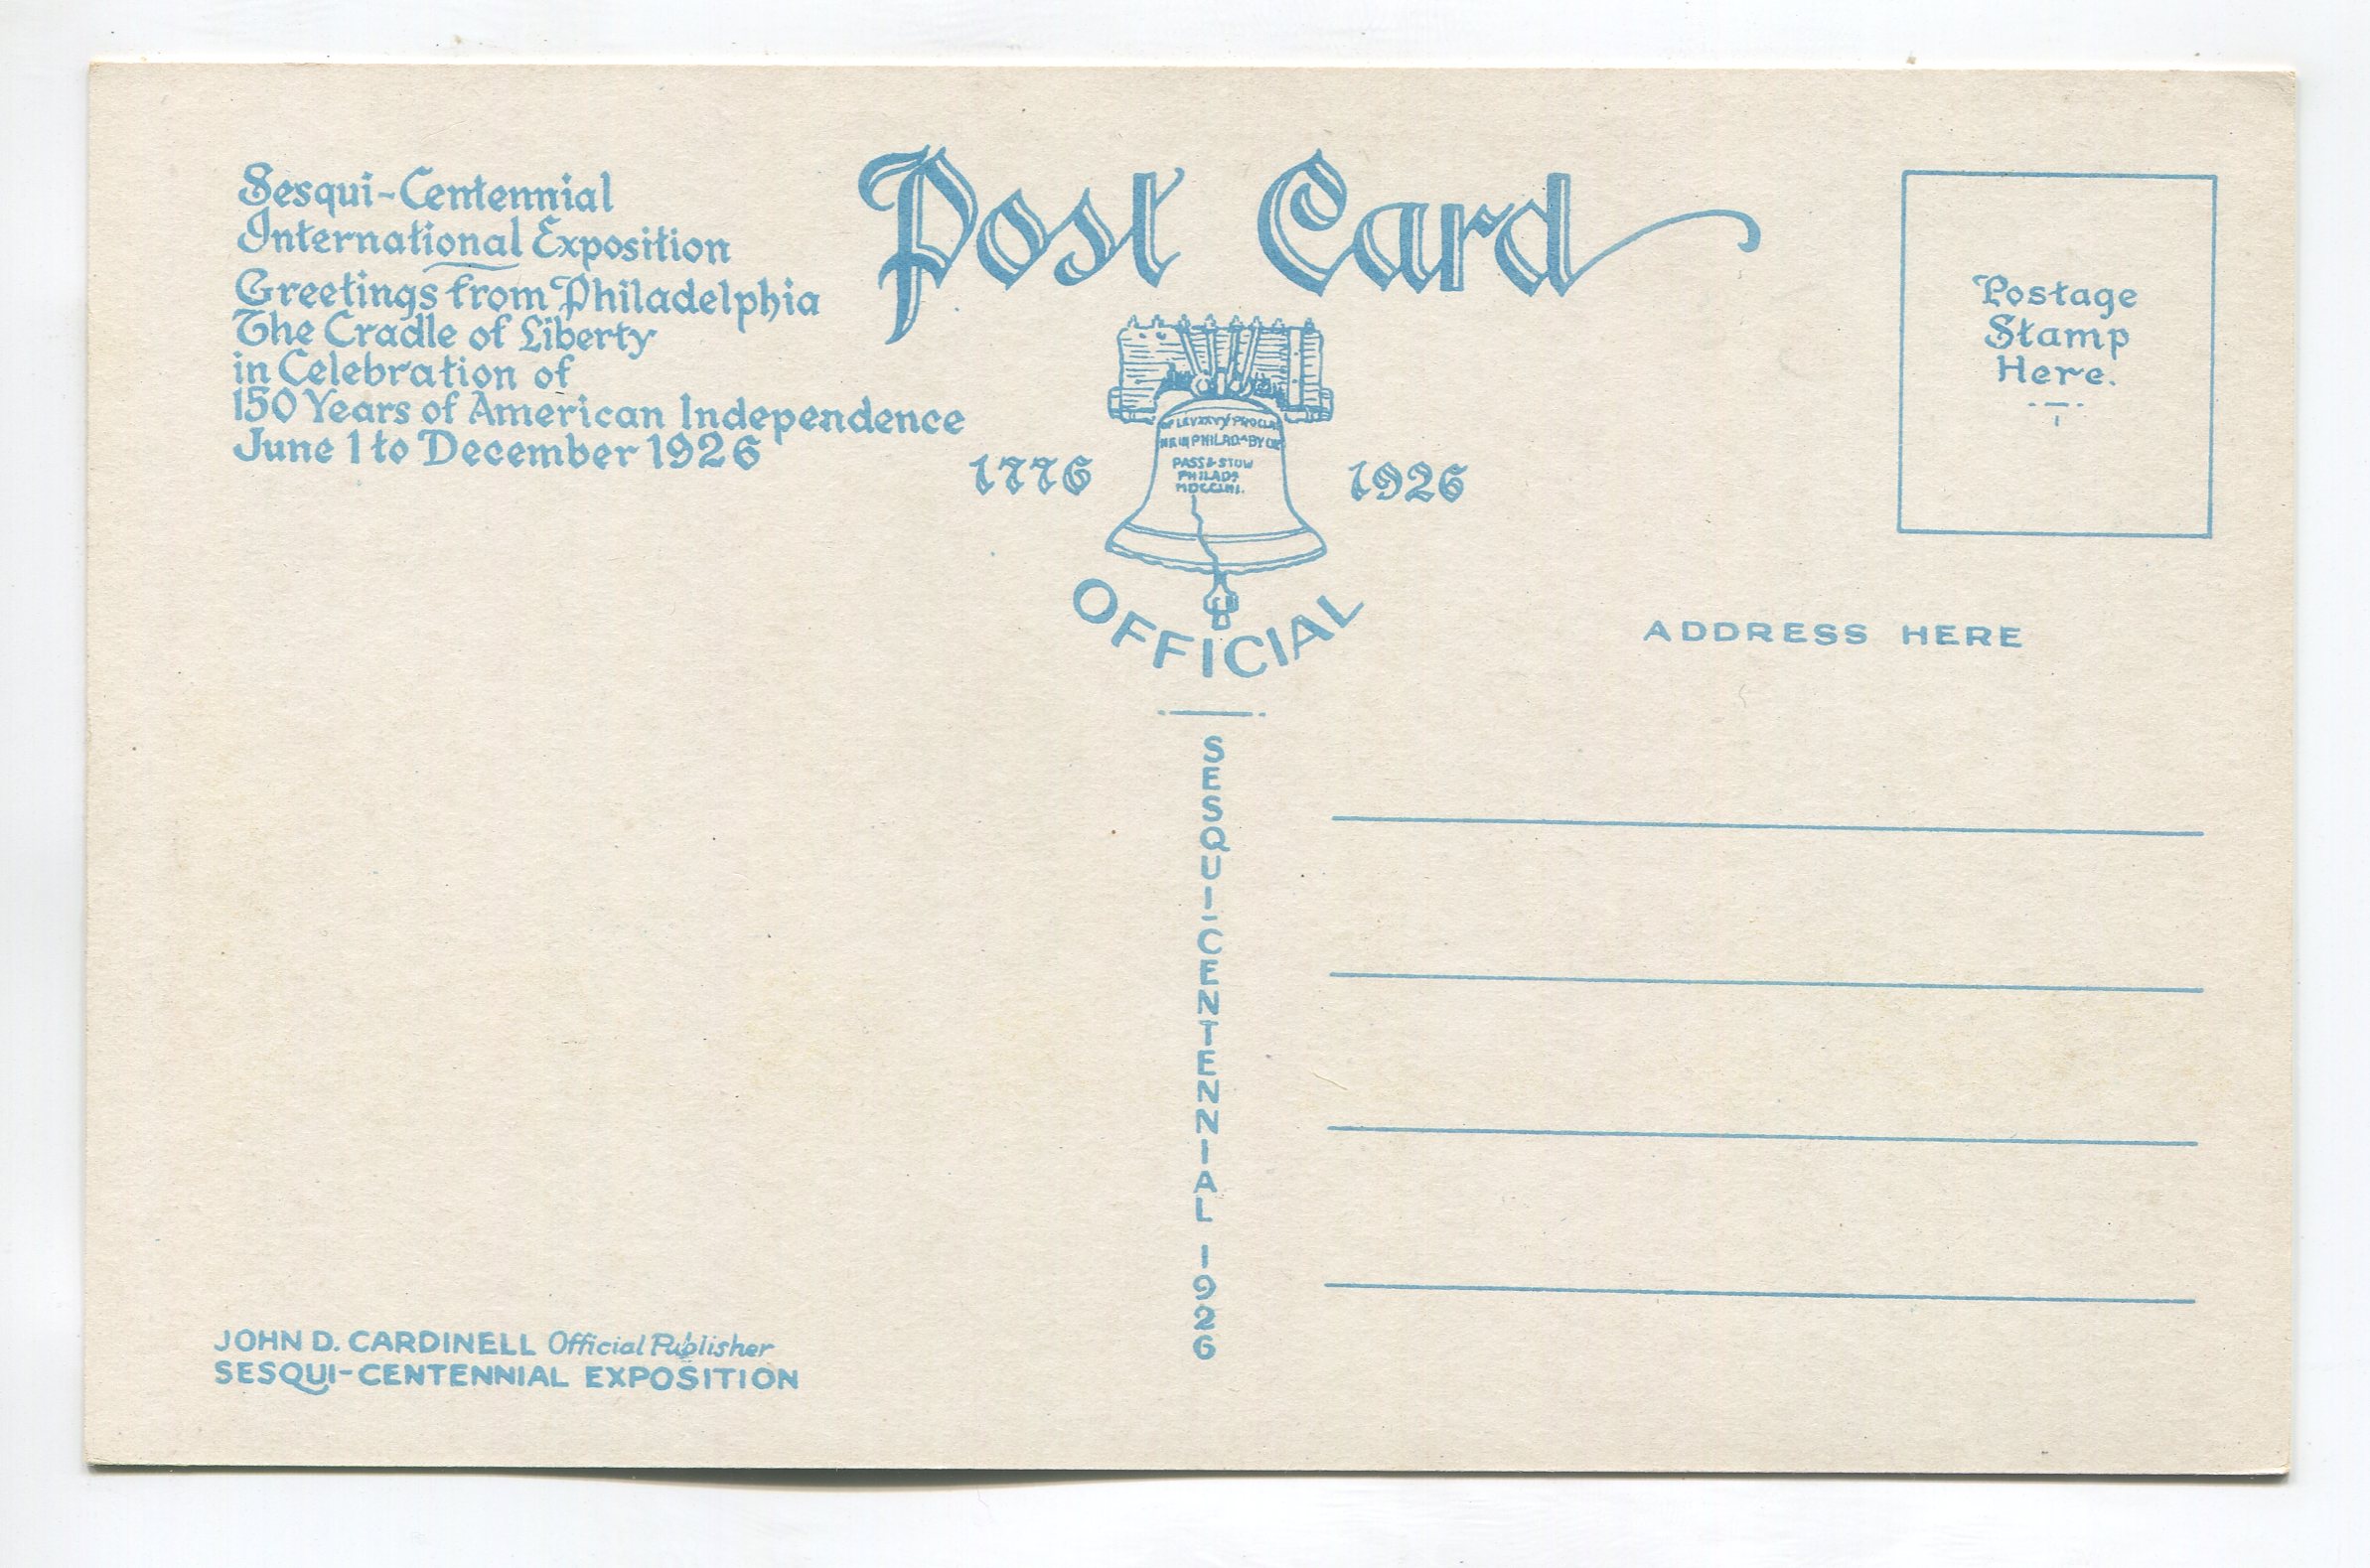 Sesqui-Centennial
International Exposition
Greetings from Philadelphia
The Cradle of Liberty
in Celebration of
150 Years of American Independence
June 1 to December 1926
Post Card
PASS & STOW
PHILADA
MDCCLIII.
1776
1926
OFFICIAL
SESQUI-CENTENNIAL 1926
Postage
Stamp
Here.
ADDRESS HERE
JOHN D. CARDINELL Official Publisher
SESQUI-CENTENNIAL EXPOSITION